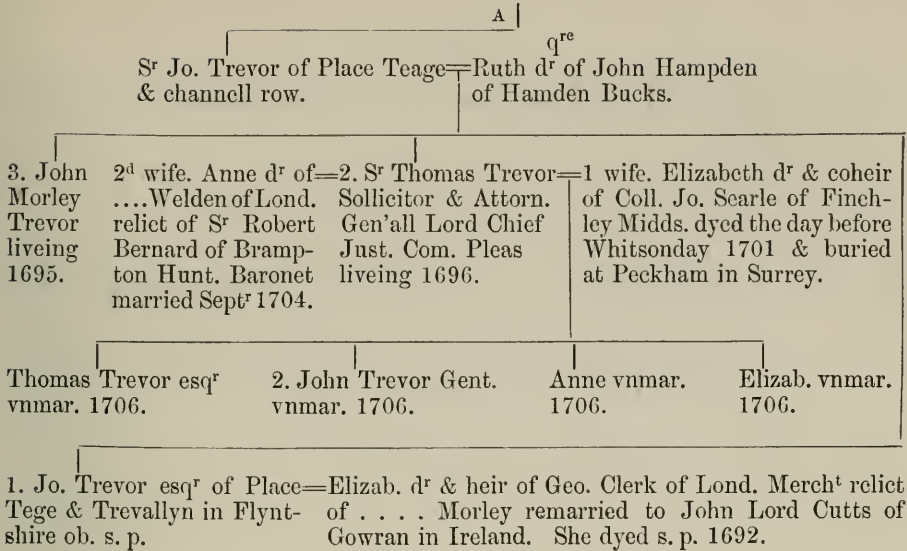 A
qre
Sr Jo. Trevor of Place Teage=Ruth dr of John Hampden
& channell row.
of Hamden Bucks.
3. John
Morley
Trevor
liveing
1695.
2d wife. Anne dr of=
....Welden of Lond.
relict of Sr Robert
Bernard of Bramp-
ton Hunt. Baronet
married Septr 1704.
2. Sr Thomas Trevor=
Sollicitor & Attorn.
Gen'all Lord Chief
Just. Com. Pleas
liveing 1696.
1 wife. Elizabeth dr & coheir
of Coll. Jo. Searle of Finch-
ley Midds. dyed the day before
Whitsonday 1701 & buried
at Peckham in Surrey.
Thomas Trevor esqr
vnmar. 1706.
2. John Trevor Gent.
vnmar. 1706.
Anne vnmar.
1706.
Elizab. vnmar.
1706.
1. Jo. Trevor esqr of Place=
Tege & Trevallyn in Flynt-
shire ob. s. p.
Elizab. dr & heir of Geo. Clerk of Lond. Mercht relict
of . . . . Morley remarried to John Lord Cutts of
Gowran in Ireland. She dyed s. p. 1692.